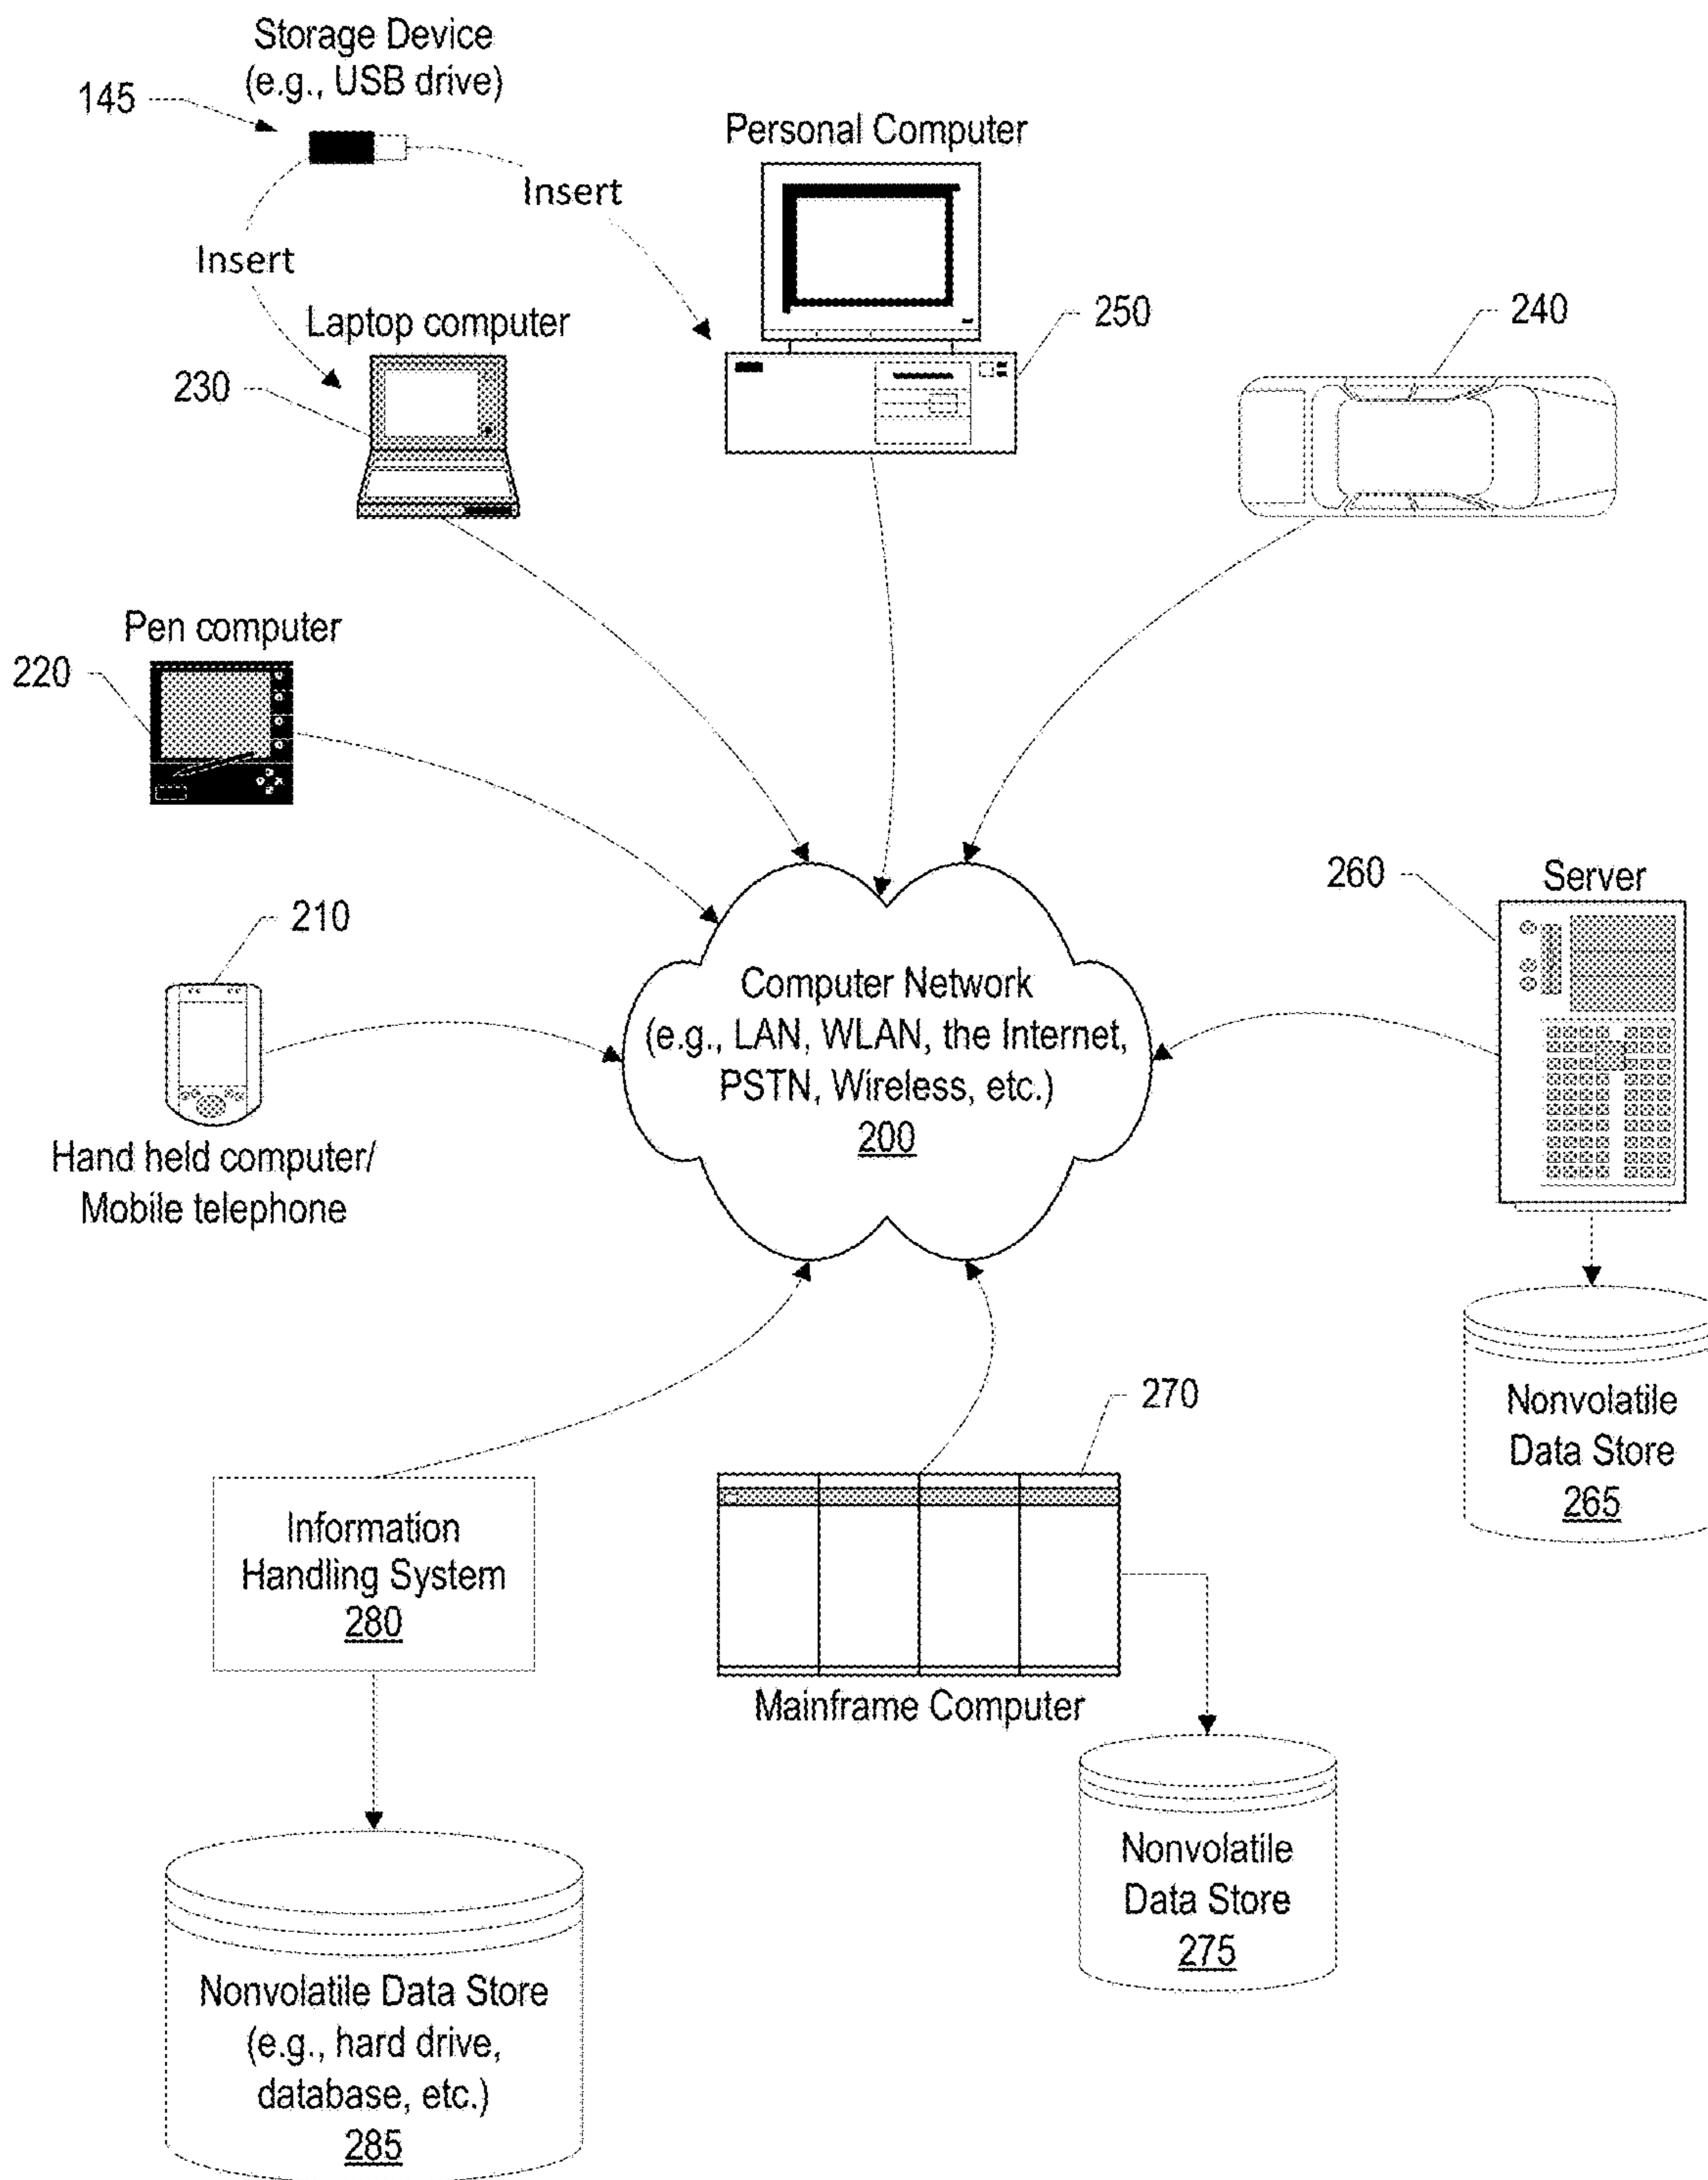 Storage Device
(e.g., USB drive)
145
Insert
Insert
Personal Computer
250
240
Laptop computer
230
Pen computer
220
210
Hand held computer/
Mobile telephone
Computer Network
(e.g., LAN, WLAN, the Internet,
PSTN, Wireless, etc.)
200
260
Server
Nonvolatile
Data Store
265
270
Mainframe Computer
Nonvolatile
Data Store
275
Information
Handling System
280
Nonvolatile Data Store
(e.g., hard drive,
database, etc.)
285